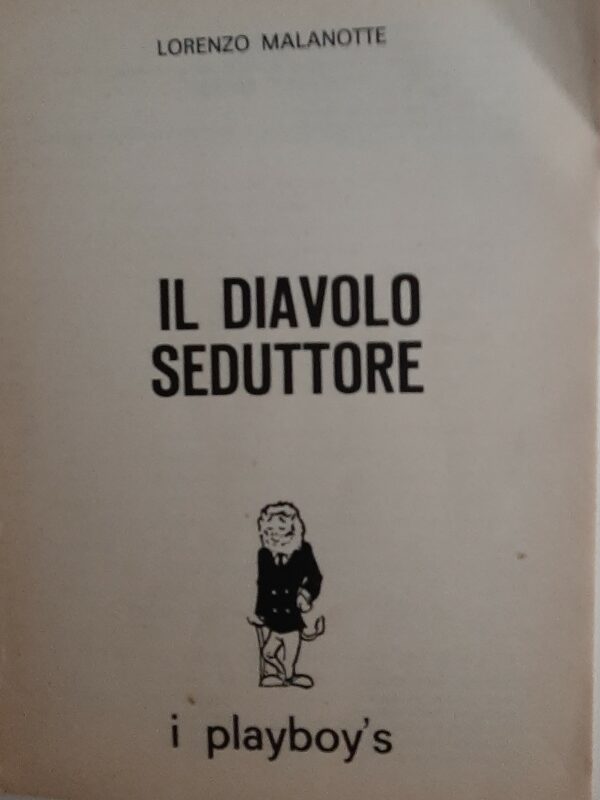 LORENZO MALANOTTE
IL DIAVOLO
SEDUTTORE
i playboy's